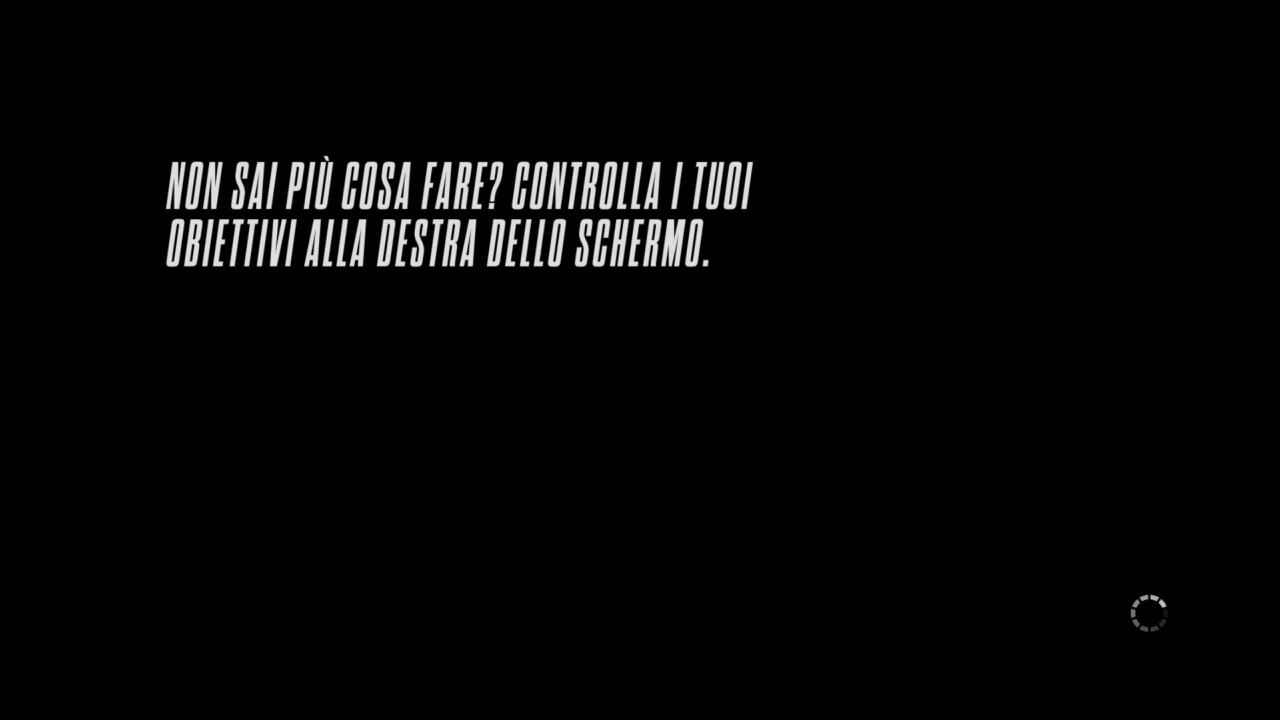 NON SAI PIÙ COSA FARE? CONTROLLA I TUOI
OBIETTIVI ALLA DESTRA DELLO SCHERMO.